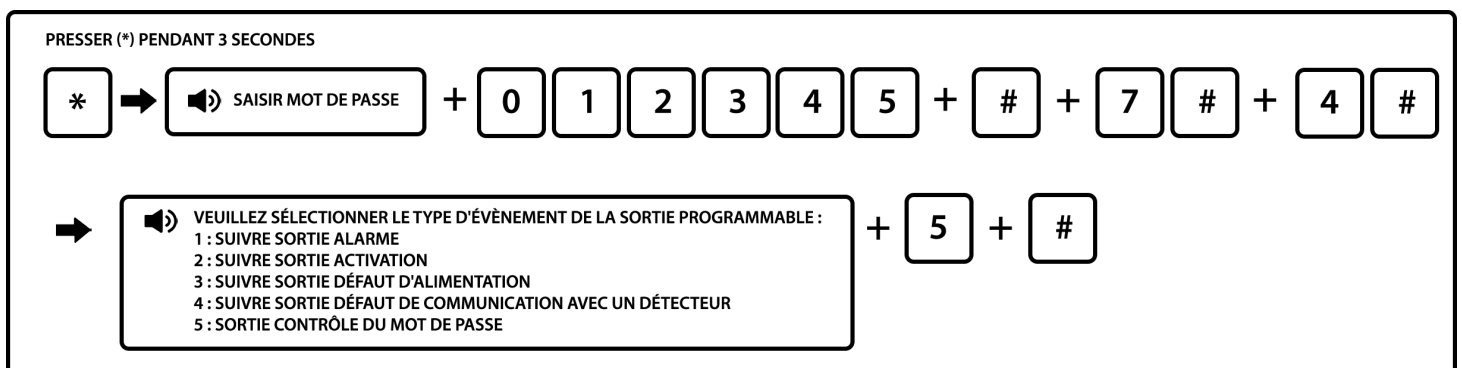 PRESSER (*) PENDANT 3 SECONDES
* SAISIR MOT DE PASSE + 0 1 2 3 4 5 + # + 7 # + 4 #
VEUILLEZ SÉLECTIONNER LE TYPE D'ÉVÈNEMENT DE LA SORTIE PROGRAMMABLE :
1 : SUIVRE SORTIE ALARME
2 : SUIVRE SORTIE ACTIVATION
3 : SUIVRE SORTIE DÉFAUT D'ALIMENTATION
4 : SUIVRE SORTIE DÉFAUT DE COMMUNICATION AVEC UN DÉTECTEUR
5 : SORTIE CONTRÔLE DU MOT DE PASSE
+ 5 + #